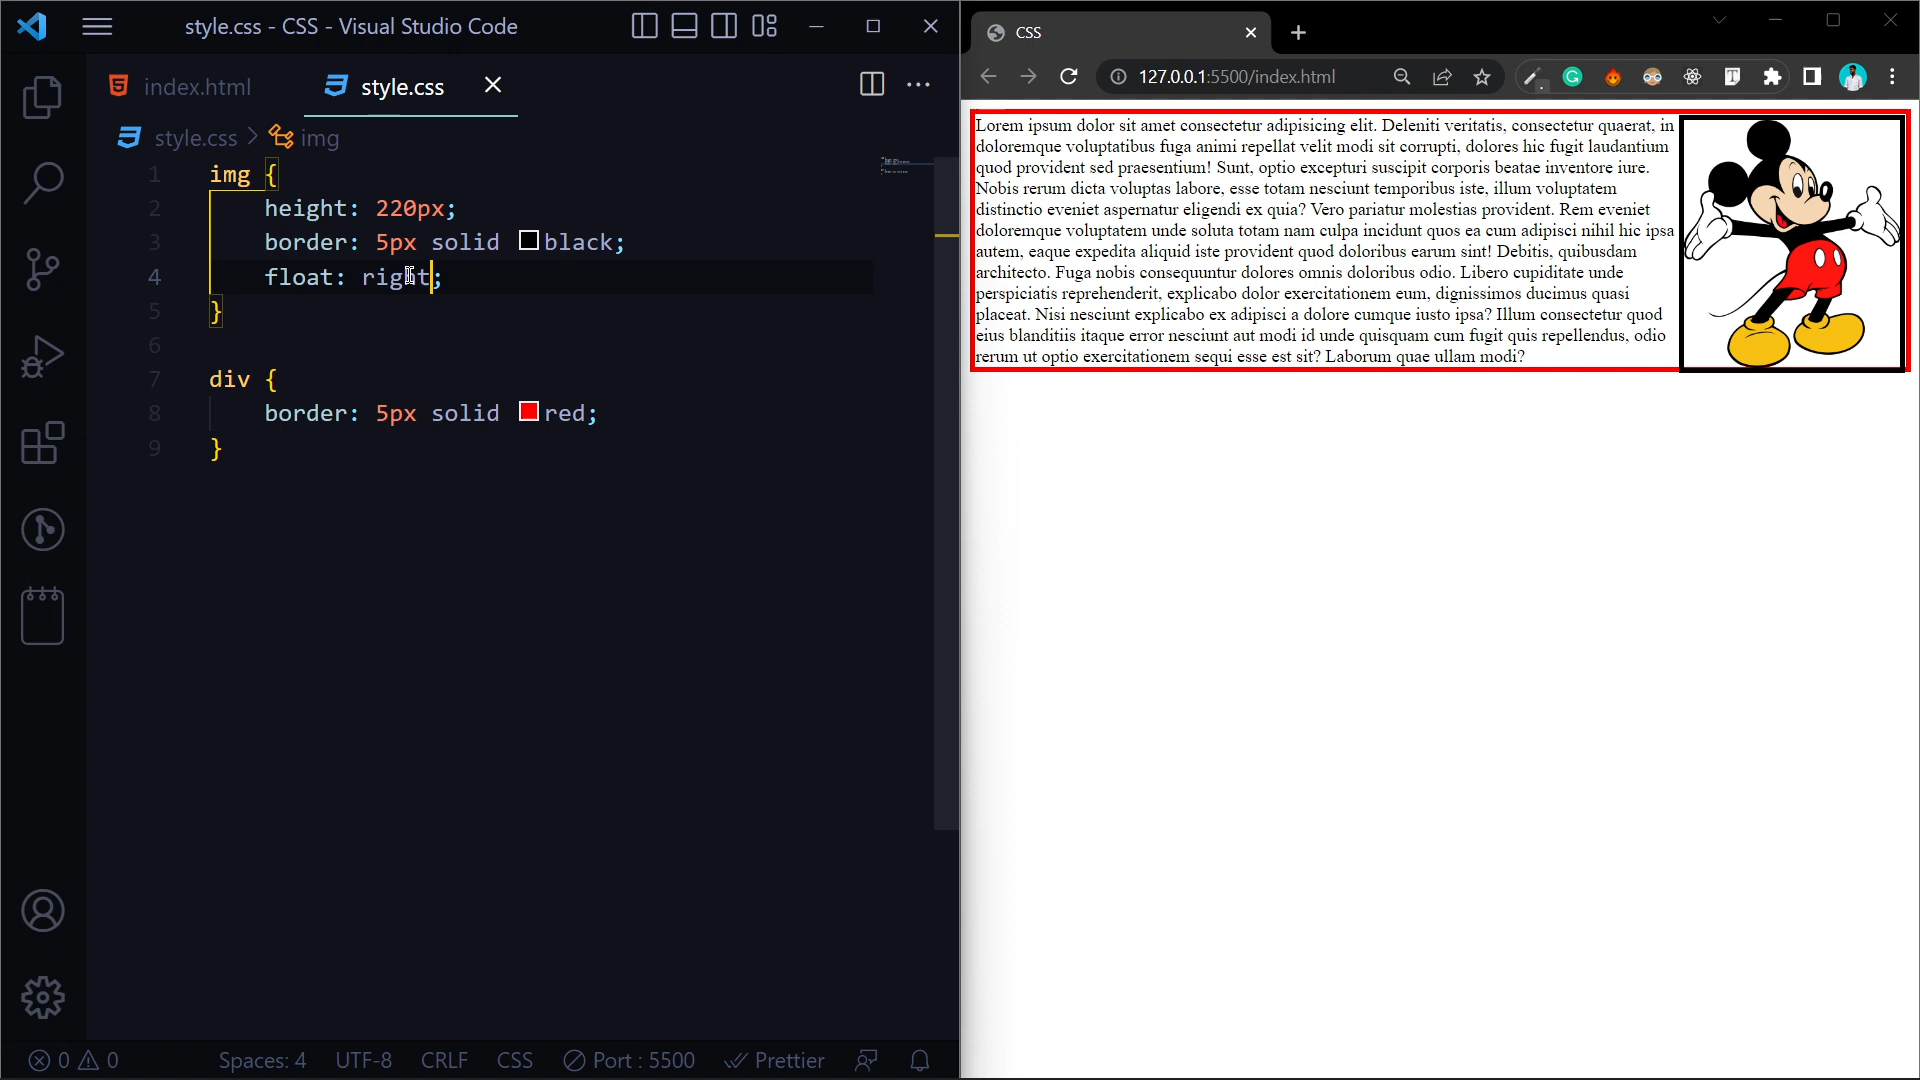 style.css - CSS - Visual Studio Code
index.html
style.css
style.css > img
1 img {
2 height: 220px;
3 border: 5px solid black;
4 float: right;
5 }
6
7 div {
8 border: 5px solid red;
9 }
0 0
Spaces: 4
UTF-8
CRLF
CSS
Port : 5500
Prettier
CSS
127.0.0.1:5500/index.html
Lorem ipsum dolor sit amet consectetur adipisicing elit. Deleniti veritatis, consectetur quaerat, in
doloremque voluptatibus fuga animi repellat velit modi sit corrupti, dolores hic fugit laudantium
quod provident sed praesentium! Sunt, optio excepturi suscipit corporis beatae inventore iure.
Nobis rerum dicta voluptas labore, esse totam nesciunt temporibus iste, illum voluptatem
distinctio eveniet aspernatur eligendi ex quia? Vero pariatur molestias provident. Rem eveniet
doloremque voluptatem unde soluta totam nam culpa incidunt quos ea cum adipisci nihil hic ipsa
autem, eaque expedita aliquid iste provident quod doloribus earum sint! Debitis, quibusdam
architecto. Fuga nobis consequuntur dolores omnis doloribus odio. Libero cupiditate unde
perspiciatis reprehenderit, explicabo dolor exercitationem eum, dignissimos ducimus quasi
placeat. Nisi nesciunt explicabo ex adipisci a dolore cumque iusto ipsa? Illum consectetur quod
eius blanditiis itaque error nesciunt aut modi id unde quisquam cum fugit quis repellendus, odio
rerum ut optio exercitationem sequi esse est sit? Laborum quae ullam modi?